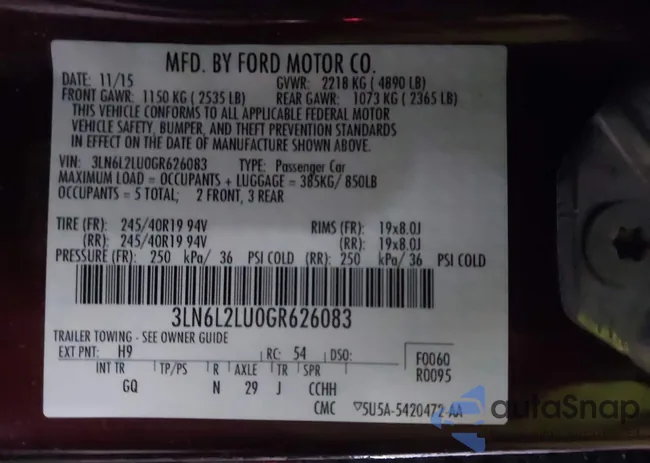 MFD. BY FORD MOTOR CO.
DATE: 11/15 GVWR: 2218 KG ( 4890 LB)
FRONT GAWR: 1150 KG ( 2535 LB) REAR GAWR: 1073 KG ( 2365 LB)
THIS VEHICLE CONFORMS TO ALL APPLICABLE FEDERAL MOTOR
VEHICLE SAFETY, BUMPER, AND THEFT PREVENTION STANDARDS
IN EFFECT ON THE DATE OF MANUFACTURE SHOWN ABOVE.
VIN: 3LN6L2LU0GR626083 TYPE: Passenger Car
MAXIMUM LOAD = OCCUPANTS + LUGGAGE = 385KG/ 850LB
OCCUPANTS = 5 TOTAL; 2 FRONT, 3 REAR
TIRE (FR): 245/40R19 94V RIMS (FR): 19x8.0J
(RR): 245/40R19 94V (RR): 19x8.0J
PRESSURE (FR): 250 kPa/ 36 PSI COLD (RR): 250 kPa/ 36 PSI COLD
3LN6L2LU0GR626083
TRAILER TOWING - SEE OWNER GUIDE
EXT PNT: H9 RC: 54 DSO: F0060
INT TR TP/PS R AXLE TR SPR R0095
GQ N 29 J CCHH
CMC 5U5A-5420472-AA
autoSnap